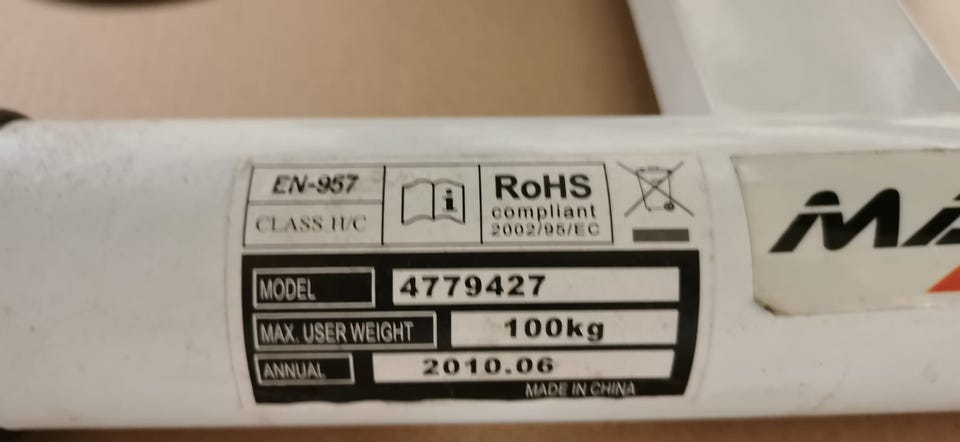 EN-957
CLASS H/C
i
RoHS
compliant
2002/95/EC
MODEL 4779427
MAX. USER WEIGHT 100kg
ANNUAL 2010.06
MADE IN CHINA